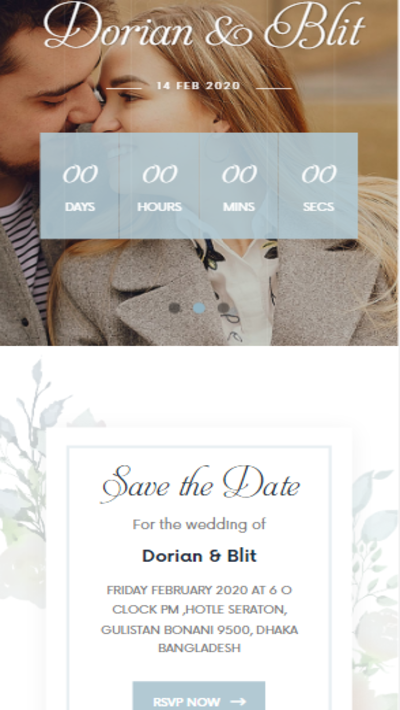 Dorian & Blit
14 FEB 2020
00 00 00 00
DAYS HOURS MINS SECS
Save the Date
For the wedding of
Dorian & Blit
FRIDAY FEBRUARY 2020 AT 6 O
CLOCK PM ,HOTLE SERATON,
GULISTAN BONANI 9500, DHAKA
BANGLADESH
RSVP NOW →